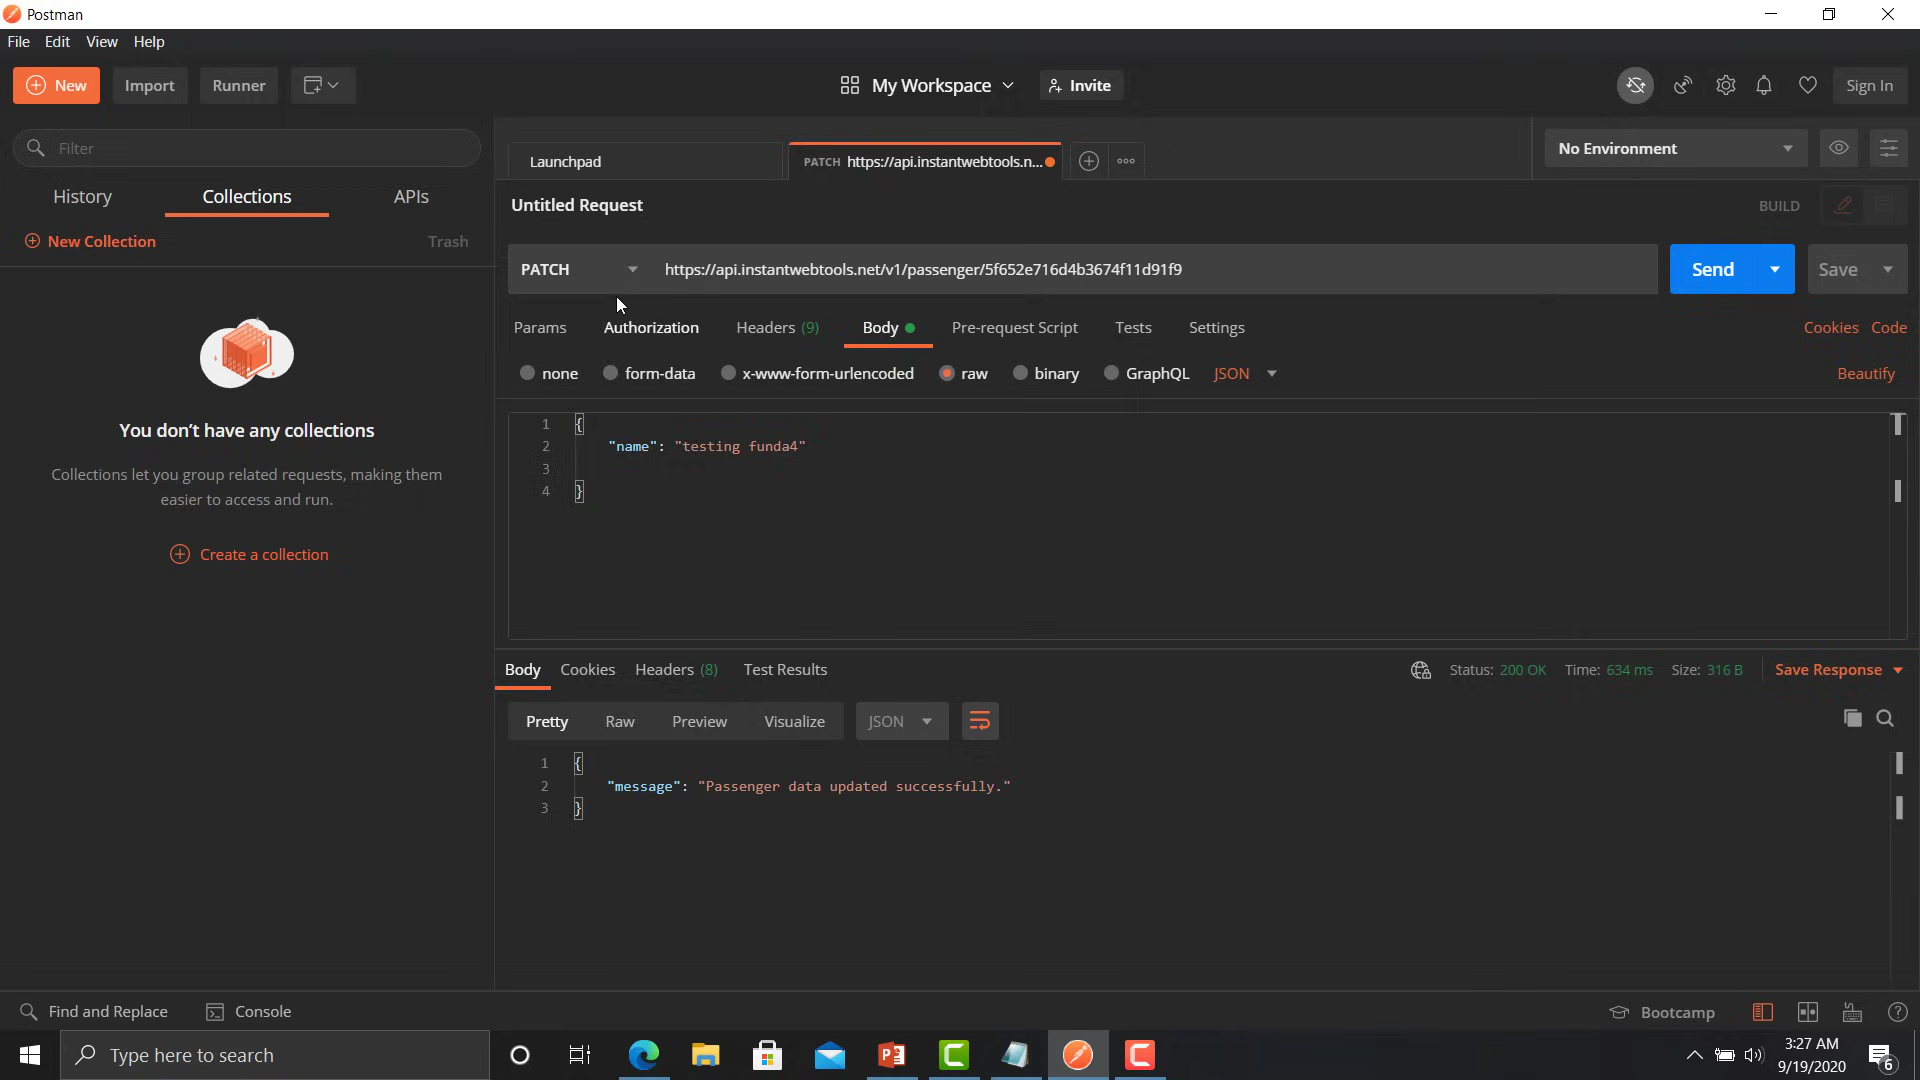 Postman
File Edit View Help
New Import Runner My Workspace Invite Sign In
Filter
Launchpad PATCH https://api.instantwebtools.n... No Environment
History Collections APIs
Untitled Request BUILD
New Collection Trash
PATCH https://api.instantwebtools.net/v1/passenger/5f652e716d4b3674f11d91f9 Send Save
Params Authorization Headers (9) Body Pre-request Script Tests Settings Cookies Code
none form-data x-www-form-urlencoded raw binary GraphQL JSON Beautify
1 {
2 "name": "testing funda4"
3
4 }
You don't have any collections
Collections let you group related requests, making them
easier to access and run.
Create a collection
Body Cookies Headers (8) Test Results Status: 200 OK Time: 634 ms Size: 316 B Save Response
Pretty Raw Preview Visualize JSON
1 {
2 "message": "Passenger data updated successfully."
3 }
Find and Replace Console Bootcamp
Type here to search 3:27 AM
9/19/2020 6